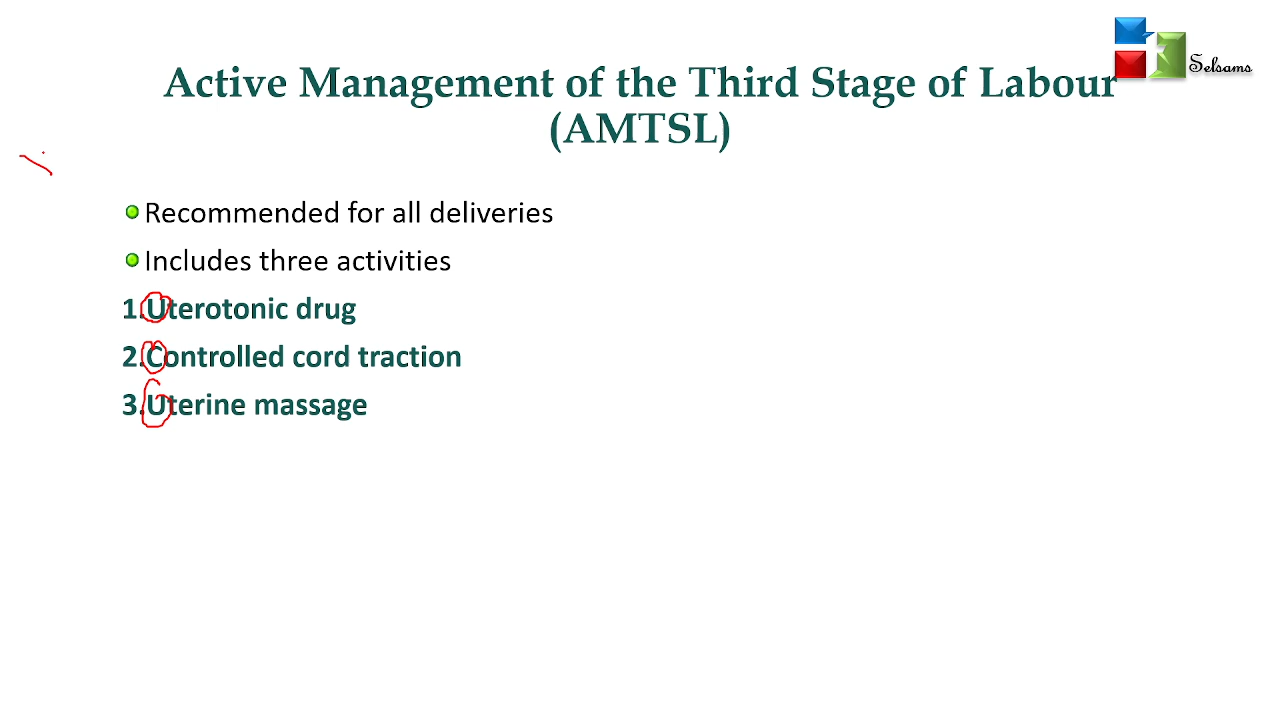 Selsams
Active Management of the Third Stage of Labour
(AMTSL)
Recommended for all deliveries
Includes three activities
1.Uterotonic drug
2.Controlled cord traction
3.Uterine massage